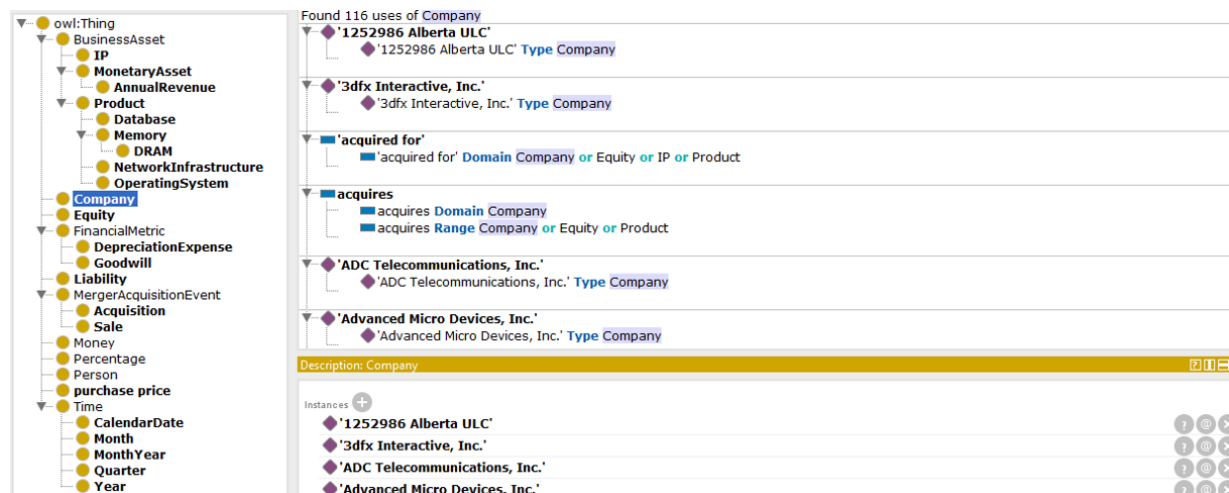 owl:Thing
BusinessAsset
IP
MonetaryAsset
AnnualRevenue
Product
Database
Memory
DRAM
NetworkInfrastructure
OperatingSystem
Company
Equity
FinancialMetric
DepreciationExpense
Goodwill
Liability
MergerAcquisitionEvent
Acquisition
Sale
Money
Percentage
Person
purchase price
Time
CalendarDate
Month
MonthYear
Quarter
Year
Found 116 uses of Company
'1252986 Alberta ULC'
'1252986 Alberta ULC' Type Company
'3dfx Interactive, Inc.'
'3dfx Interactive, Inc.' Type Company
'acquired for'
'acquired for' Domain Company or Equity or IP or Product
acquires
acquires Domain Company
acquires Range Company or Equity or Product
'ADC Telecommunications, Inc.'
'ADC Telecommunications, Inc.' Type Company
'Advanced Micro Devices, Inc.'
'Advanced Micro Devices, Inc.' Type Company
Description: Company
Instances
'1252986 Alberta ULC'
'3dfx Interactive, Inc.'
'ADC Telecommunications, Inc.'
'Advanced Micro Devices, Inc.'